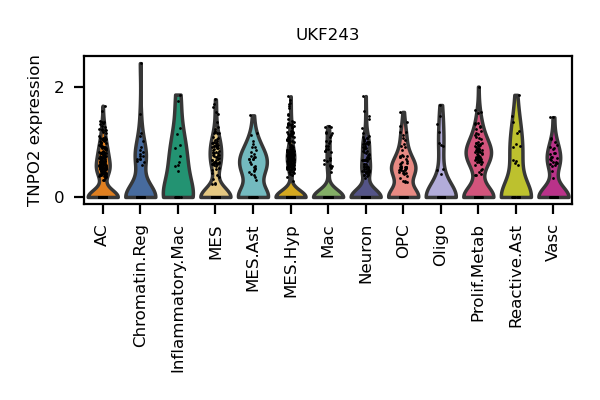 UKF243
TNPO2 expression
2
0
AC
Chromatin.Reg
Inflammatory.Mac
MES
MES.Ast
MES.Hyp
Mac
Neuron
OPC
Oligo
Prolif.Metab
Reactive.Ast
Vasc